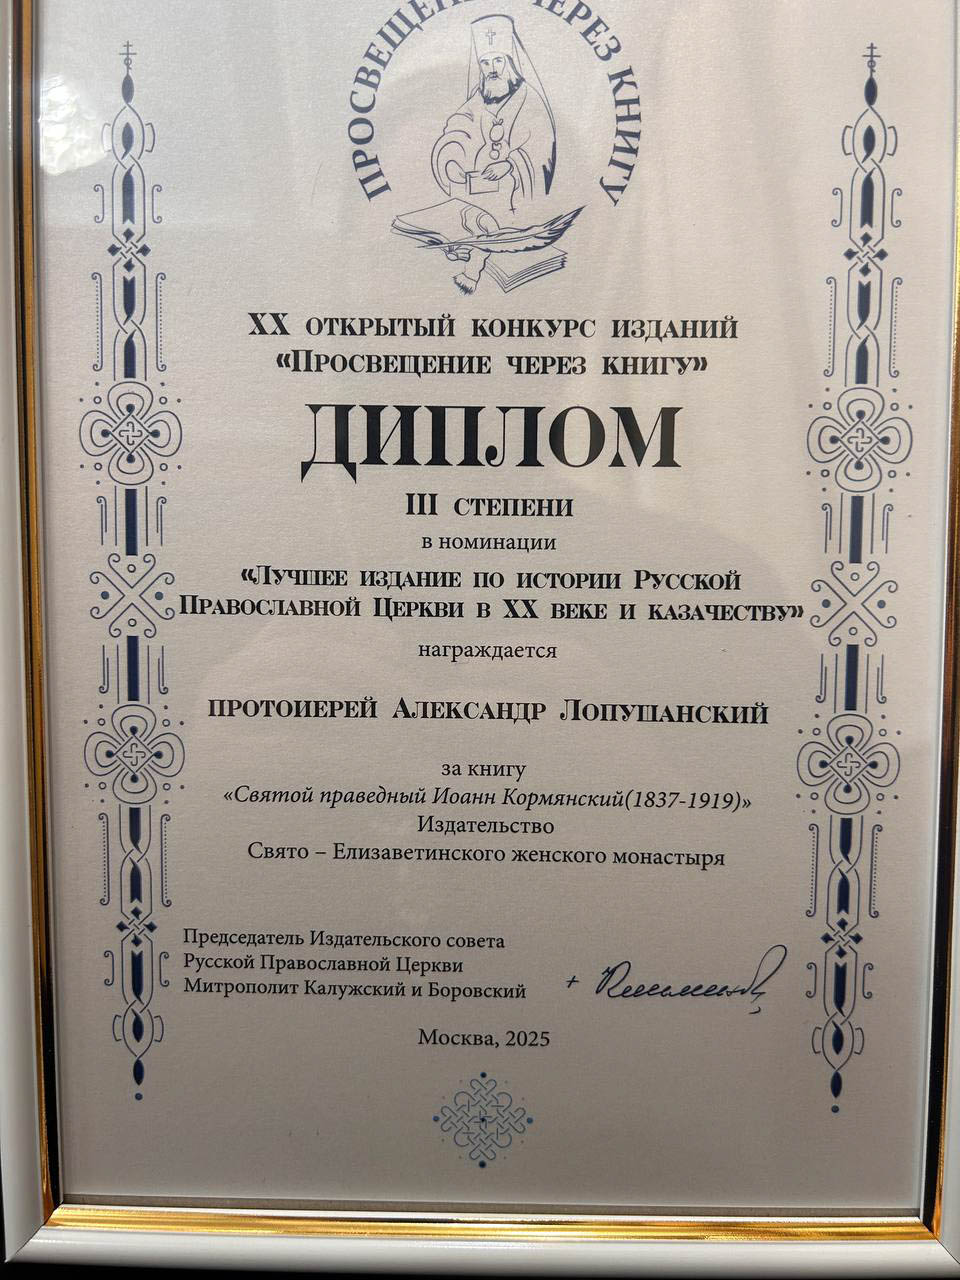 ПРОСВЕЩЕНИЕ ЧЕРЕЗ КНИГУ
XX ОТКРЫТЫЙ КОНКУРС ИЗДАНИЙ
«Просвещение через книгу»
ДИПЛОМ
III СТЕПЕНИ
в номинации
«Лучшее издание по истории Русской
Православной Церкви в XX веке и казачеству»
награждается
протоиерей Александр Лопушанский
за книгу
«Святой праведный Иоанн Кормянский(1837-1919)»
Издательство
Свято – Елизаветинского женского монастыря
Председатель Издательского совета
Русской Православной Церкви
Митрополит Калужский и Боровский
Москва, 2025